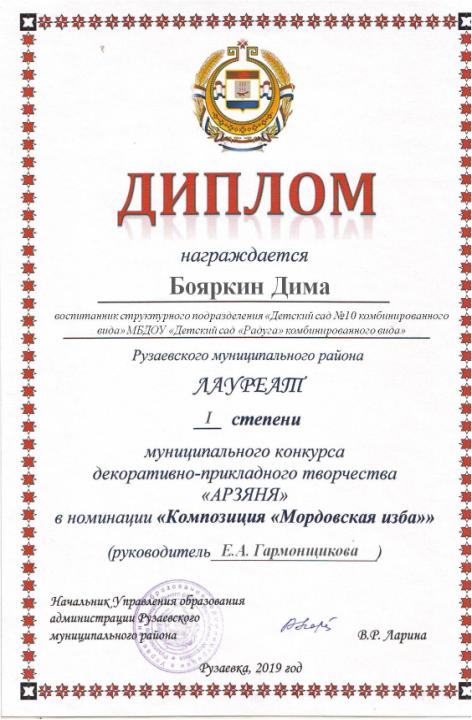 ДИПЛОМ
награждается
Бояркин Дима
воспитанник структурного подразделения «Детский сад №10 комбинированного
вида» МБДОУ «Детский сад «Радуга» комбинированного вида»
Рузаевского муниципального района
ЛАУРЕАТ
I степени
муниципального конкурса
декоративно-прикладного творчества
«АРЗЯНЯ»
в номинации «Композиция «Мордовская изба»»
(руководитель Е.А. Гармонщикова )
Начальник Управления образования
администрации Рузаевского
муниципального района В.Р. Ларина
Рузаевка, 2019 год